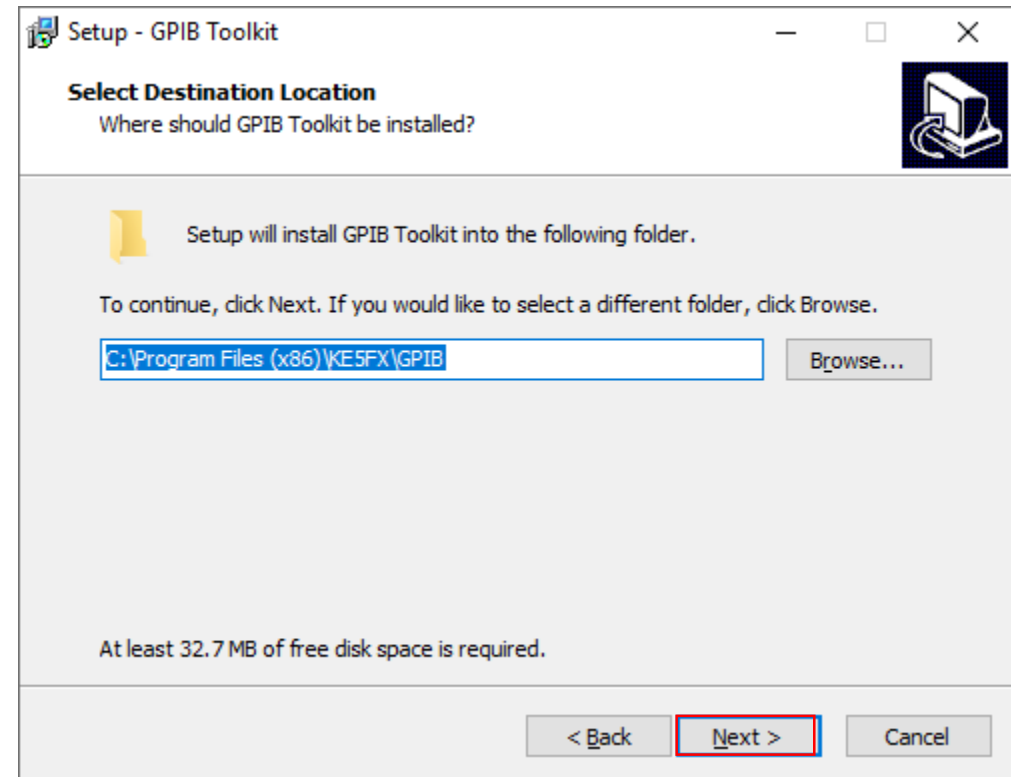 Setup - GPIB Toolkit
Select Destination Location
Where should GPIB Toolkit be installed?
Setup will install GPIB Toolkit into the following folder.
To continue, click Next. If you would like to select a different folder, click Browse.
C:\Program Files (x86)\KE5FX\GPIB
Browse...
At least 32.7 MB of free disk space is required.
< Back
Next >
Cancel